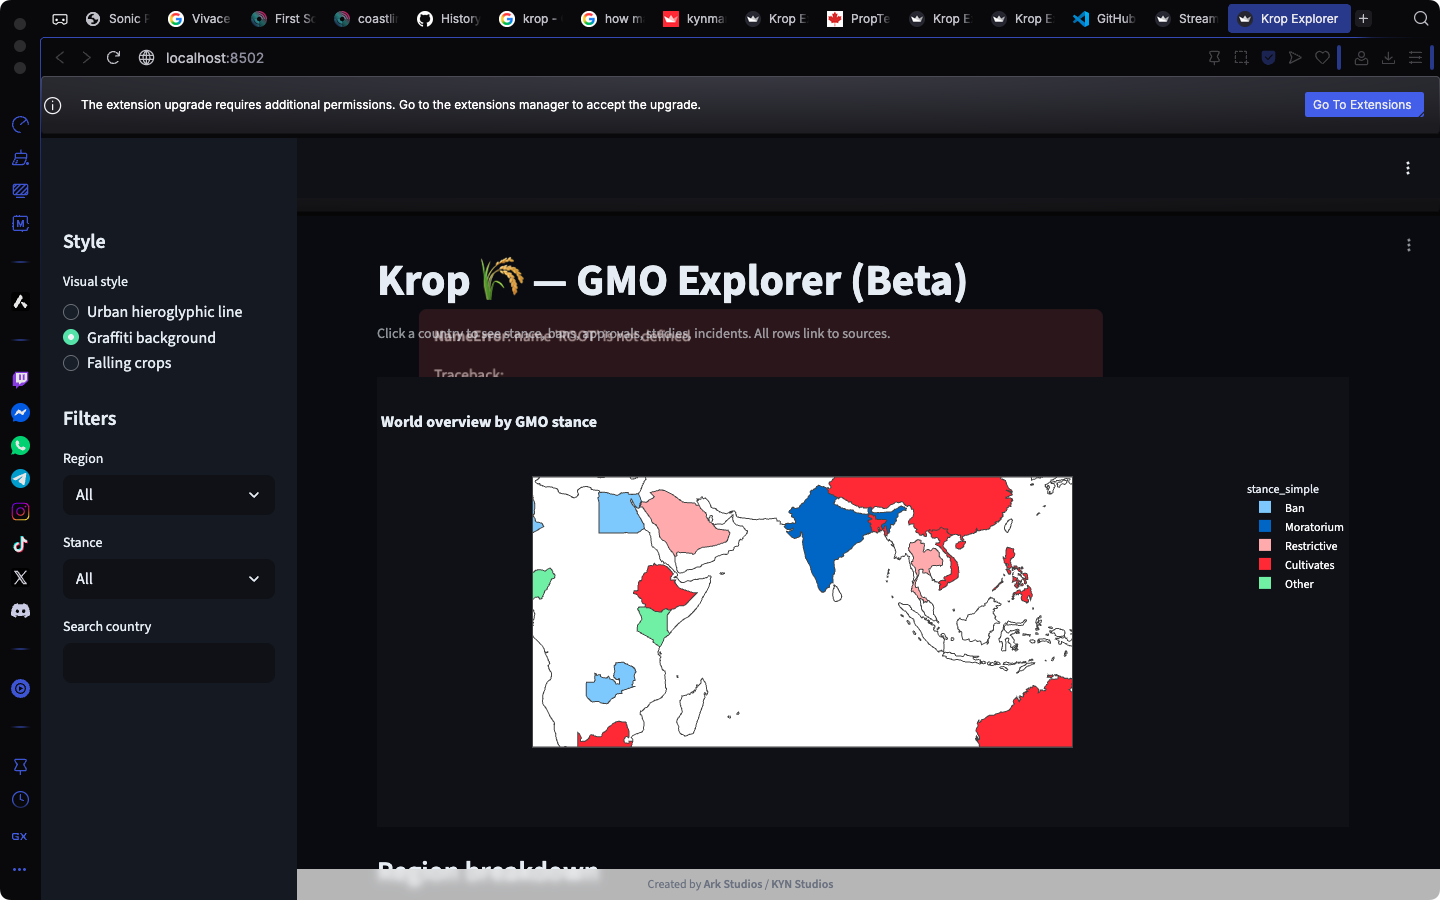 Sonic F
Vivace
First Sc
coastlin
History
krop -
how m
kynma
Krop E
PropTe
Krop E
Krop E
GitHub
Stream
Krop Explorer
localhost:8502
The extension upgrade requires additional permissions. Go to the extensions manager to accept the upgrade.
Go To Extensions
M
GX
Style
Visual style
Urban hieroglyphic line
Graffiti background
Falling crops
Filters
Region
All
Stance
All
Search country
Krop🌾 — GMO Explorer (Beta)
Click a country to see stance, bans, approvals, studies, incidents. All rows link to sources.
NameError: name 'ROOT' is not defined
Traceback:
World overview by GMO stance
stance_simple
Ban
Moratorium
Restrictive
Cultivates
Other
Region breakdown
Created by Ark Studios / KYN Studios